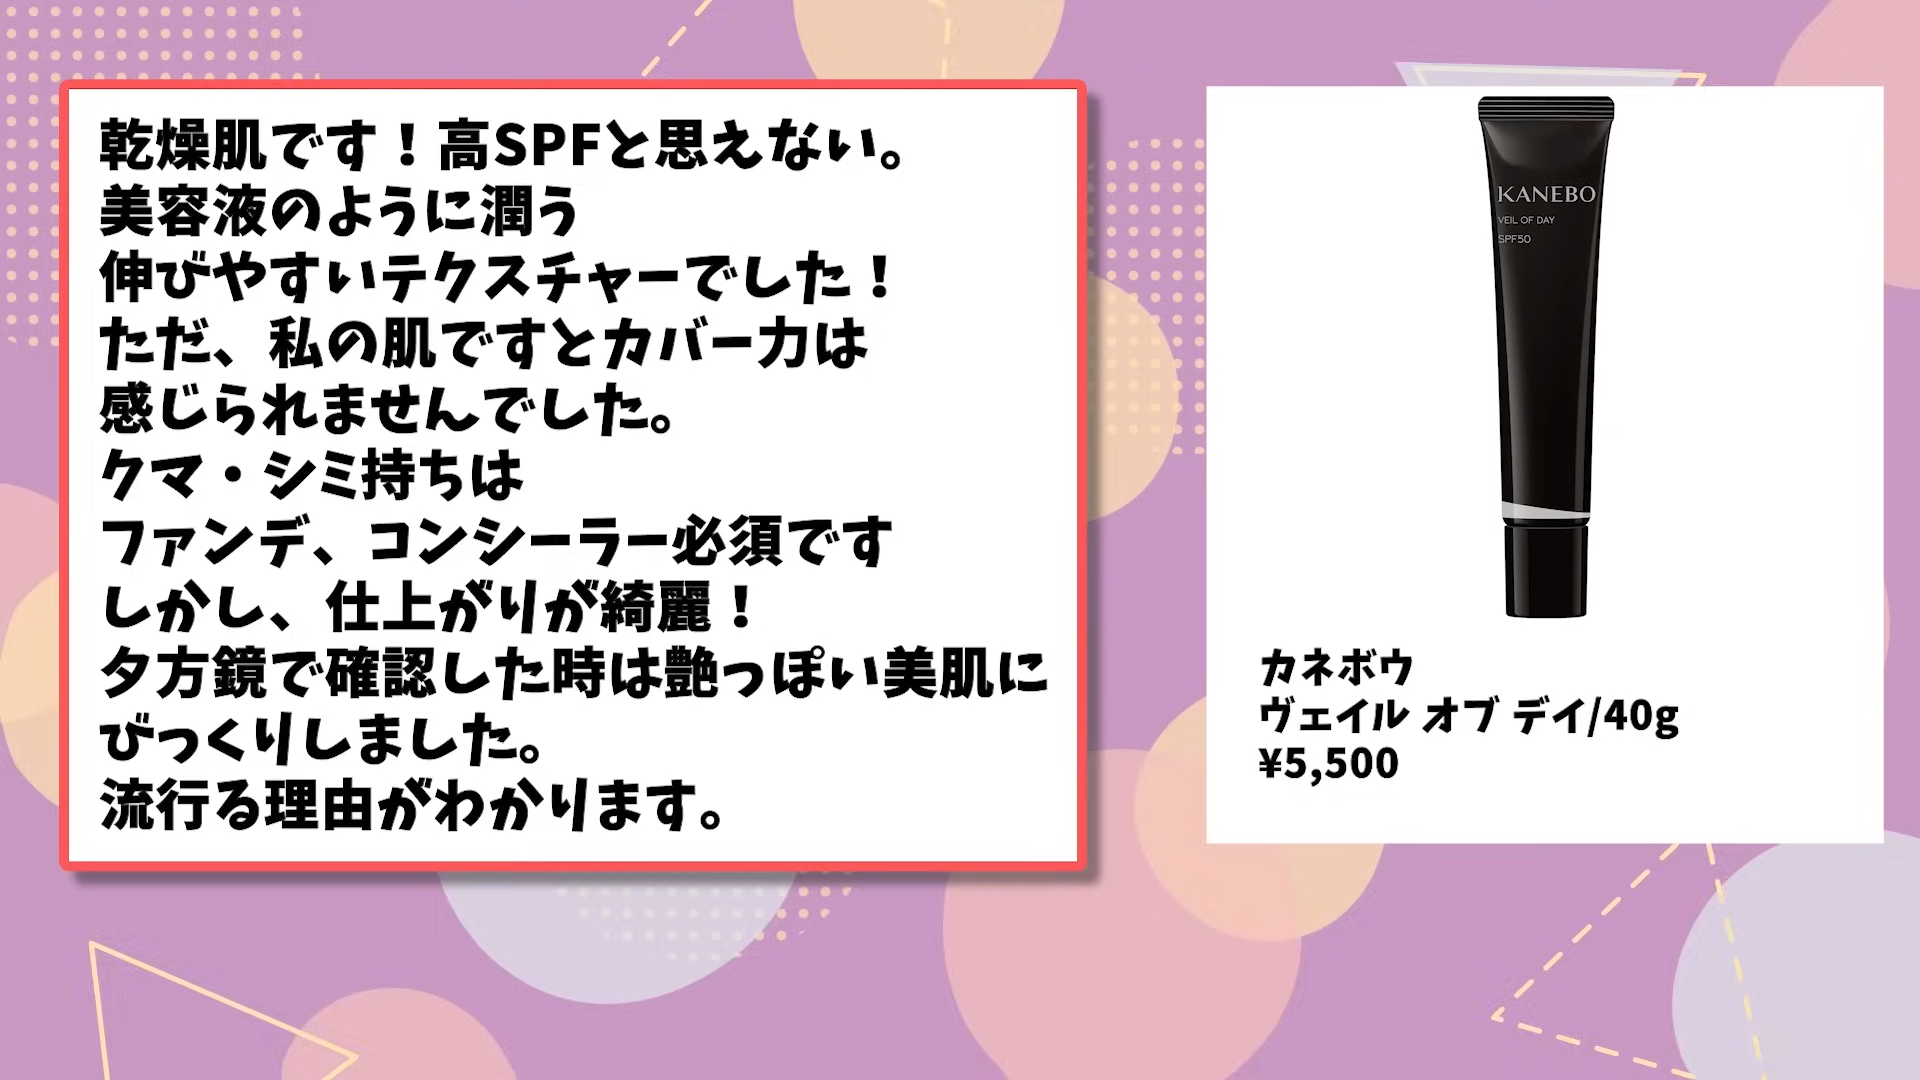 乾燥肌です！高SPFと思えない。
美容液のように潤う
伸びやすいテクスチャーでした！
ただ、私の肌ですとカバー力は
感じられませんでした。
クマ・シミ持ちは
ファンデ、コンシーラー必須です
しかし、仕上がりが綺麗！
夕方鏡で確認した時は艶っぽい美肌に
びっくりしました。
流行る理由がわかります。
KANEBO
VEIL OF DAY
SPF50
カネボウ
ヴェイル オブ デイ/40g
¥5,500